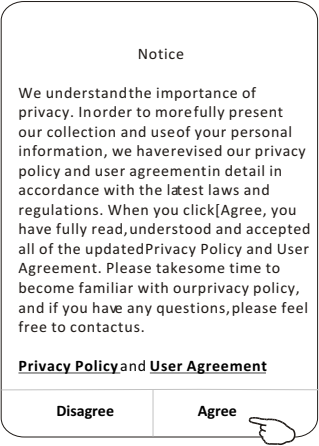 Notice
We understandthe importance of
privacy. Inorder to morefully present
our collection and useof your personal
information, we haverevised our privacy
policy and user agreementin detail in
accordance with the latest laws and
regulations. When you click[Agree, you
have fully read,understood and accepted
all of the updatedPrivacy Policy and User
Agreement. Please takesome time to
become familiar with ourprivacy policy,
and if you have any questions,please feel
free to contactus.
Privacy Policy and User Agreement
Disagree Agree